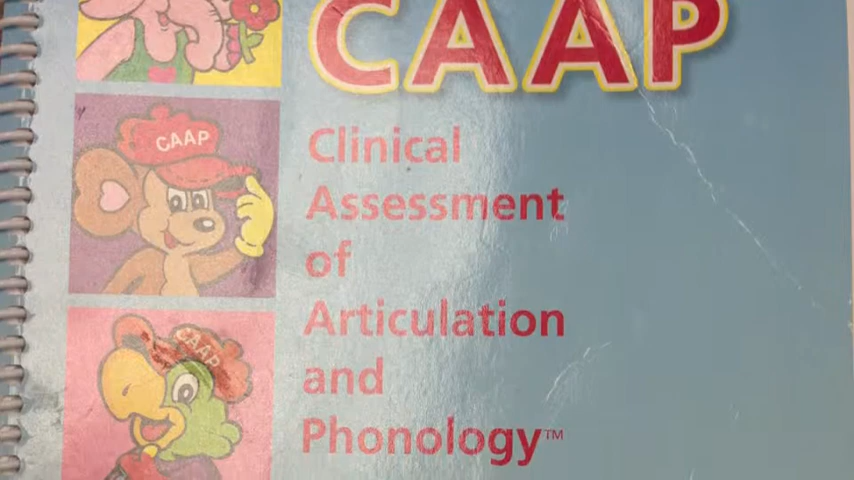 CAAP
Clinical
Assessment
of
Articulation
and
Phonology™
CAAP
CAAP